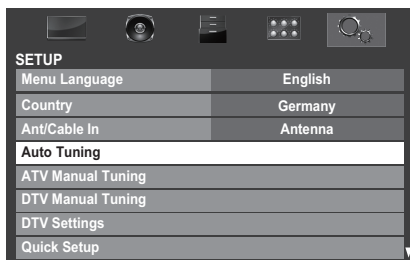 SETUP
Menu Language English
Country Germany
Ant/Cable In Antenna
Auto Tuning
ATV Manual Tuning
DTV Manual Tuning
DTV Settings
Quick Setup